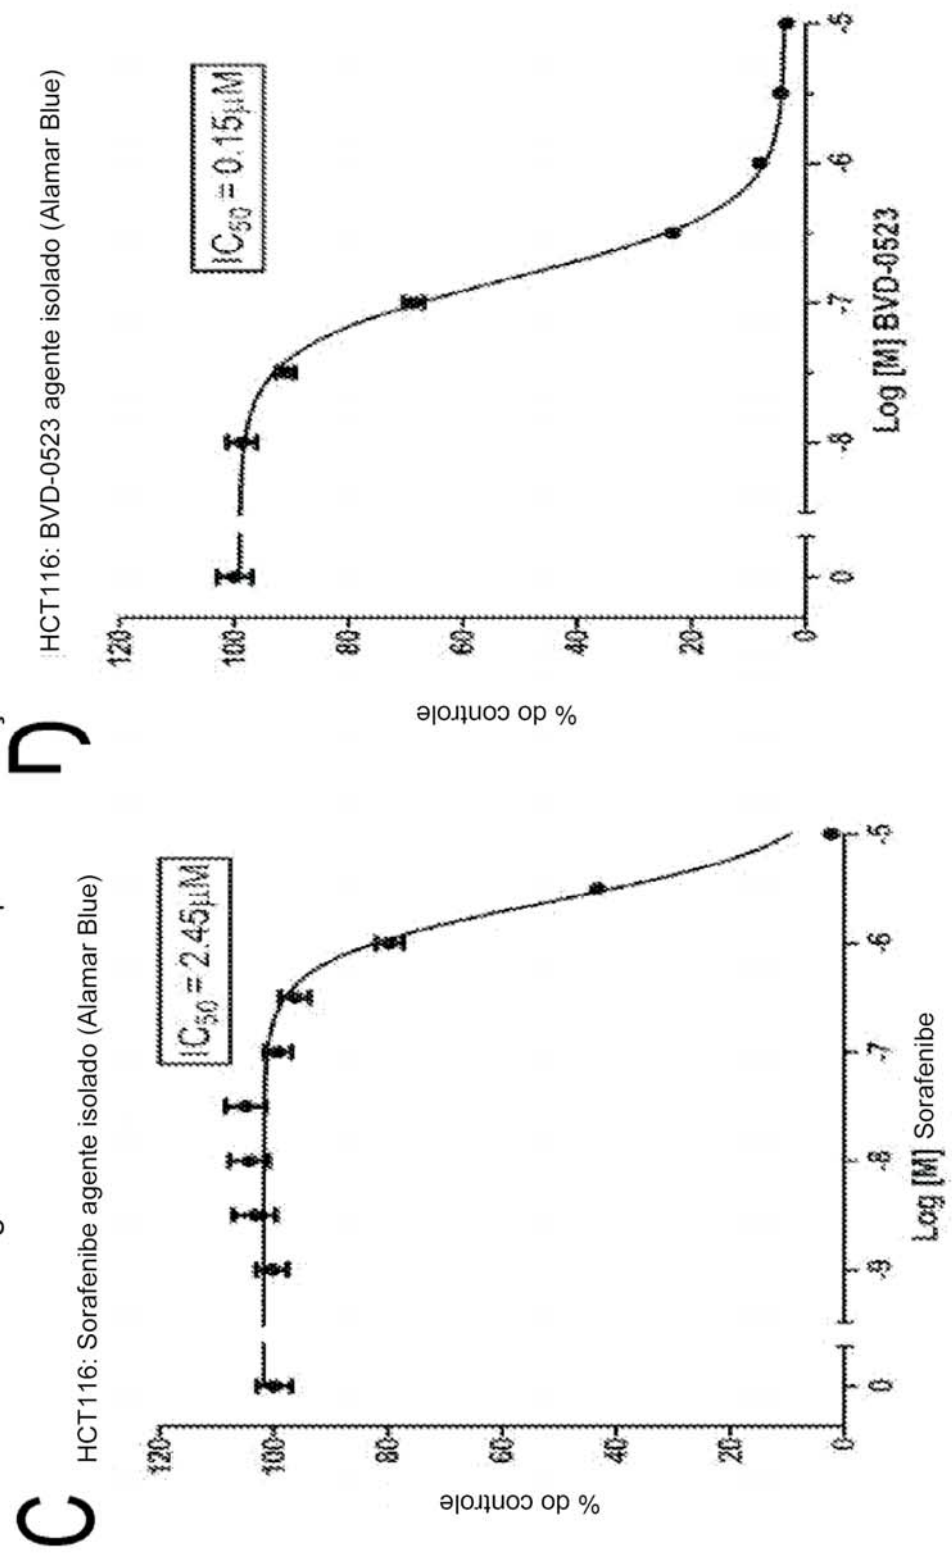 C
HCT116: Sorafenibe agente isolado (Alamar Blue)
IC50 = 2.45µM
120
100
80
60
40
20
0
% do controle
0 -9 -8 -7 -6 -5
Log [M] Sorafenibe
D)
HCT116: BVD-0523 agente isolado (Alamar Blue)
IC50 = 0.15µM
120
100
80
60
40
20
0
% do controle
0 -8 -7 -6 -5
Log [M] BVD-0523